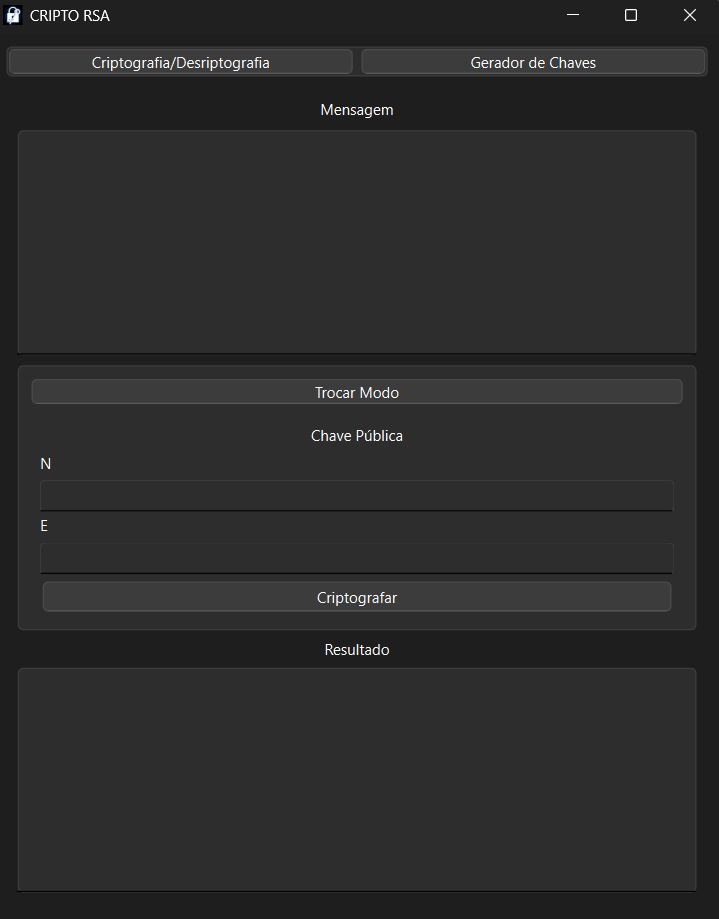 CRIPTO RSA
Criptografia/Desriptografia
Gerador de Chaves
Mensagem
Trocar Modo
Chave Pública
N
E
Criptografar
Resultado